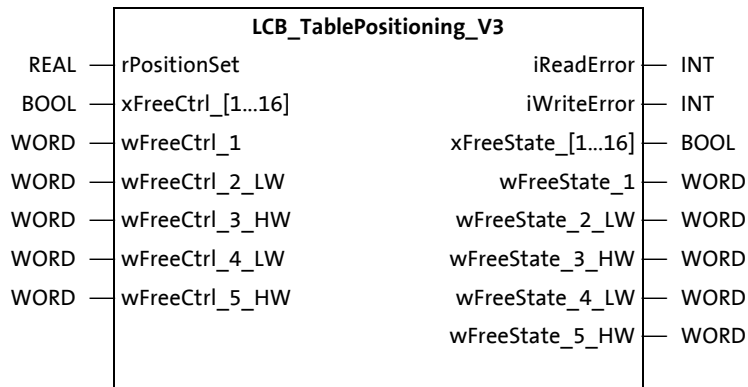 LCB_TablePositioning_V3
REAL rPositionSet iReadError INT
BOOL xFreeCtrl_[1...16] iWriteError INT
WORD wFreeCtrl_1 xFreeState_[1...16] BOOL
WORD wFreeCtrl_2_LW wFreeState_1 WORD
WORD wFreeCtrl_3_HW wFreeState_2_LW WORD
WORD wFreeCtrl_4_LW wFreeState_3_HW WORD
WORD wFreeCtrl_5_HW wFreeState_4_LW WORD
wFreeState_5_HW WORD